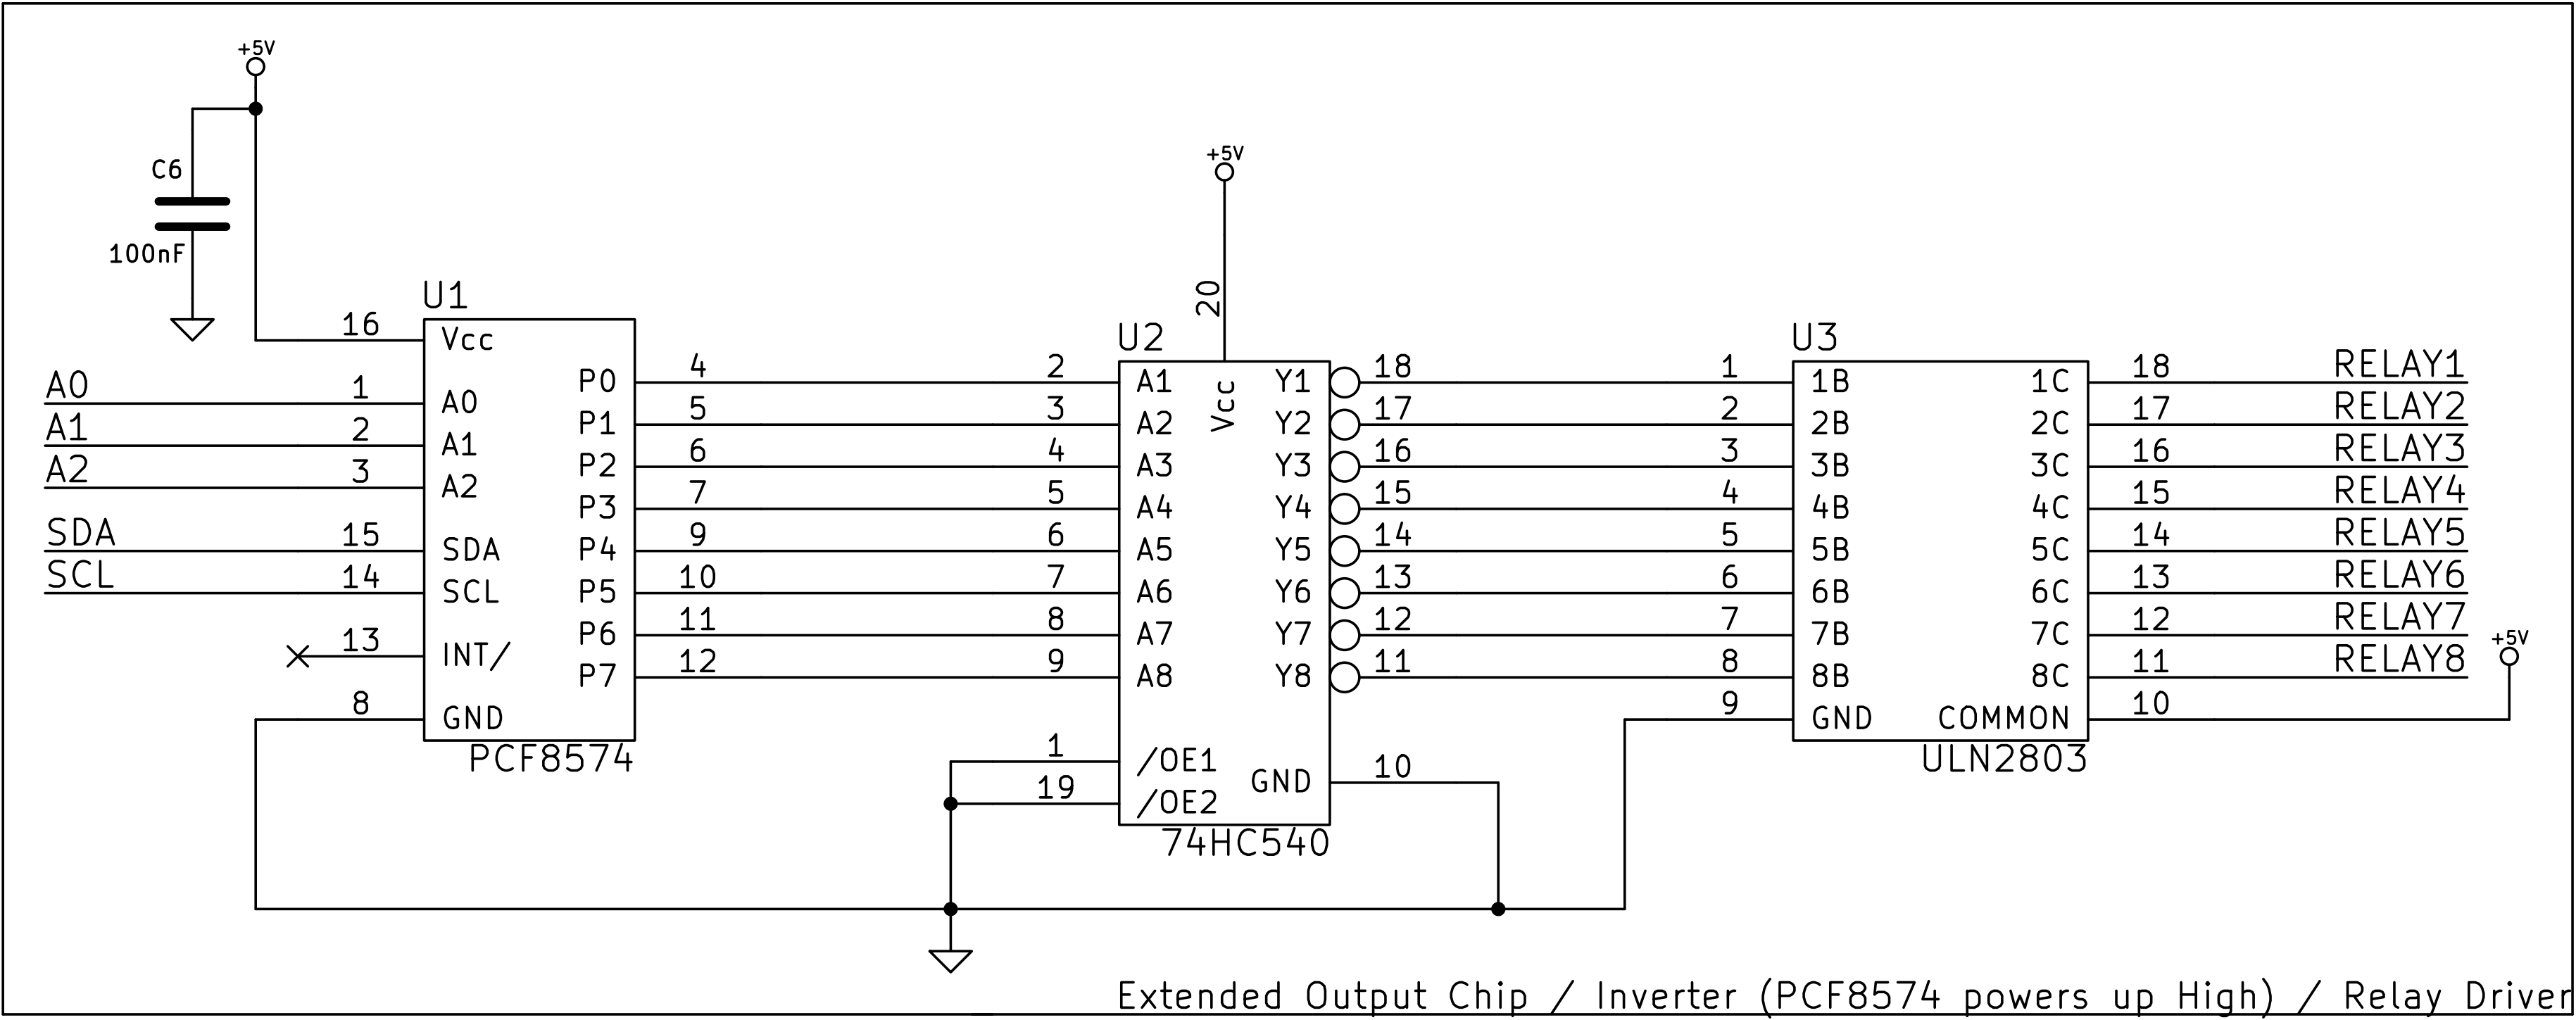 +5V
C6
100nF
U1
16 Vcc
A0 1 A0
A1 2 A1
A2 3 A2
SDA 15 SDA
SCL 14 SCL
13 INT/
8 GND
P0 4
P1 5
P2 6
P3 7
P4 9
P5 10
P6 11
P7 12
PCF8574
+5V
20
Vcc
U2
2 A1 Y1 18
3 A2 Y2 17
4 A3 Y3 16
5 A4 Y4 15
6 A5 Y5 14
7 A6 Y6 13
8 A7 Y7 12
9 A8 Y8 11
1 /OE1
19 /OE2
GND 10
74HC540
U3
1 1B 1C 18 RELAY1
2 2B 2C 17 RELAY2
3 3B 3C 16 RELAY3
4 4B 4C 15 RELAY4
5 5B 5C 14 RELAY5
6 6B 6C 13 RELAY6
7 7B 7C 12 RELAY7
8 8B 8C 11 RELAY8
9 GND COMMON 10
+5V
ULN2803
Extended Output Chip / Inverter (PCF8574 powers up High) / Relay Driver